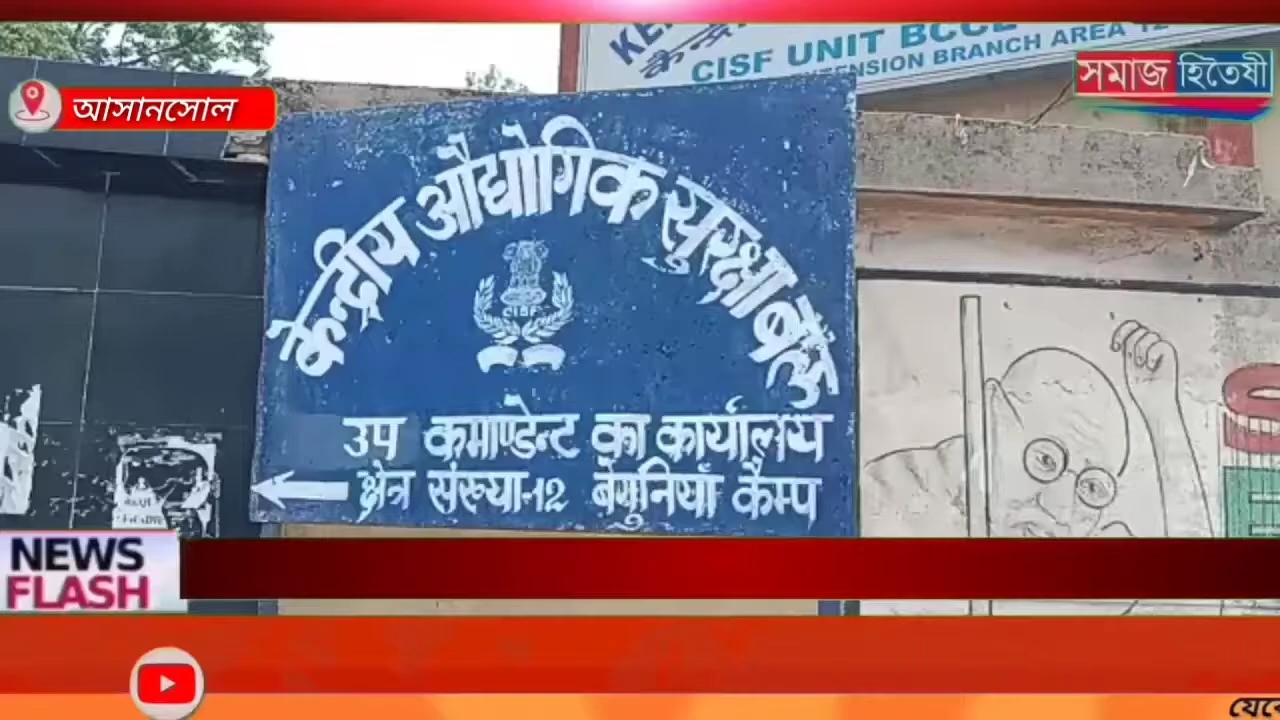 CISF UNIT BCCL
EXTENSION BRANCH AREA 12
সমাজ হিতৈষী
আসানসোল
केन्द्रीय औद्योगिक सुरक्षा बल
CISF
उप कमाण्डेन्ट का कार्यालय
क्षेत्र संख्या-12 बेगुनियाँ कैम्प
NEWS
FLASH